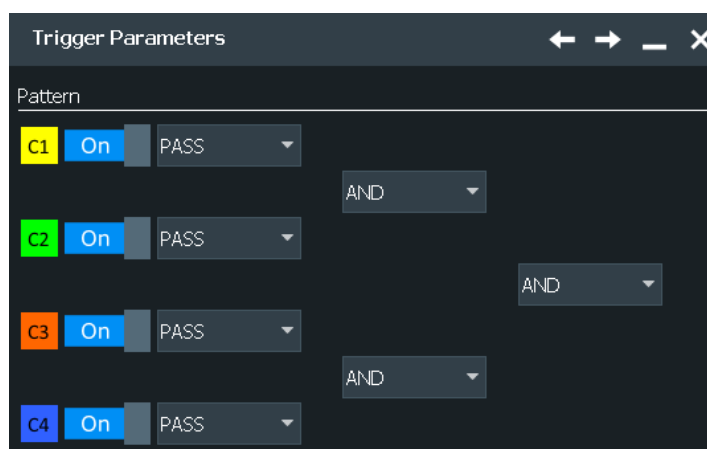 Trigger Parameters
Pattern
C1 On PASS
AND
C2 On PASS
AND
C3 On PASS
AND
C4 On PASS